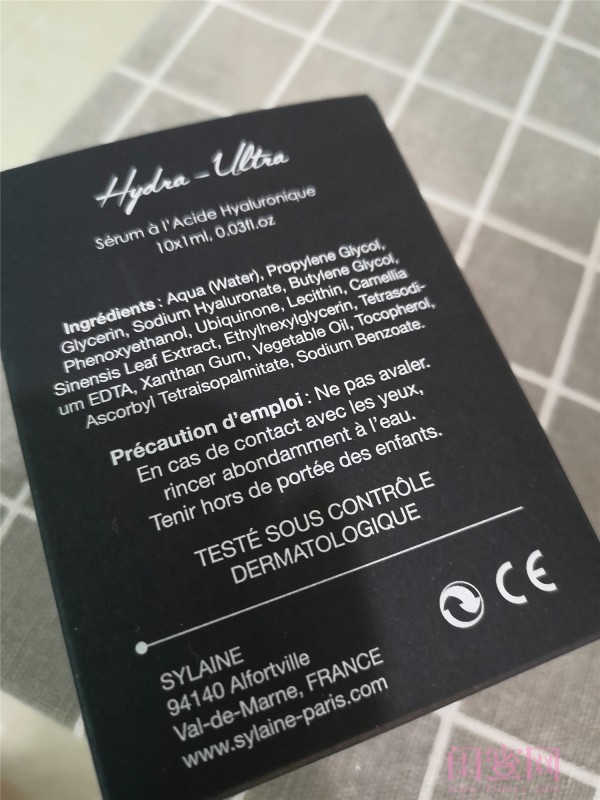 Hydra-Ultra
Sérum à l'Acide Hyaluronique
10x1ml, 0.03fl.oz
Ingrédients : Aqua (Water), Propylene Glycol,
Glycerin, Sodium Hyaluronate, Butylene Glycol,
Phenoxyethanol, Ubiquinone, Lecithin, Camellia
Sinensis Leaf Extract, Ethylhexylglycerin, Tetrasodi-
um EDTA, Xanthan Gum, Vegetable Oil, Tocopherol,
Ascorbyl Tetraisopalmitate, Sodium Benzoate.
Précaution d'emploi : Ne pas avaler.
En cas de contact avec les yeux,
rincer abondamment à l'eau.
Tenir hors de portée des enfants.
TESTÉ SOUS CONTRÔLE
DERMATOLOGIQUE
CE
SYLAINE
94140 Alfortville
Val-de-Marne, FRANCE
www.sylaine-paris.com
闺蜜网